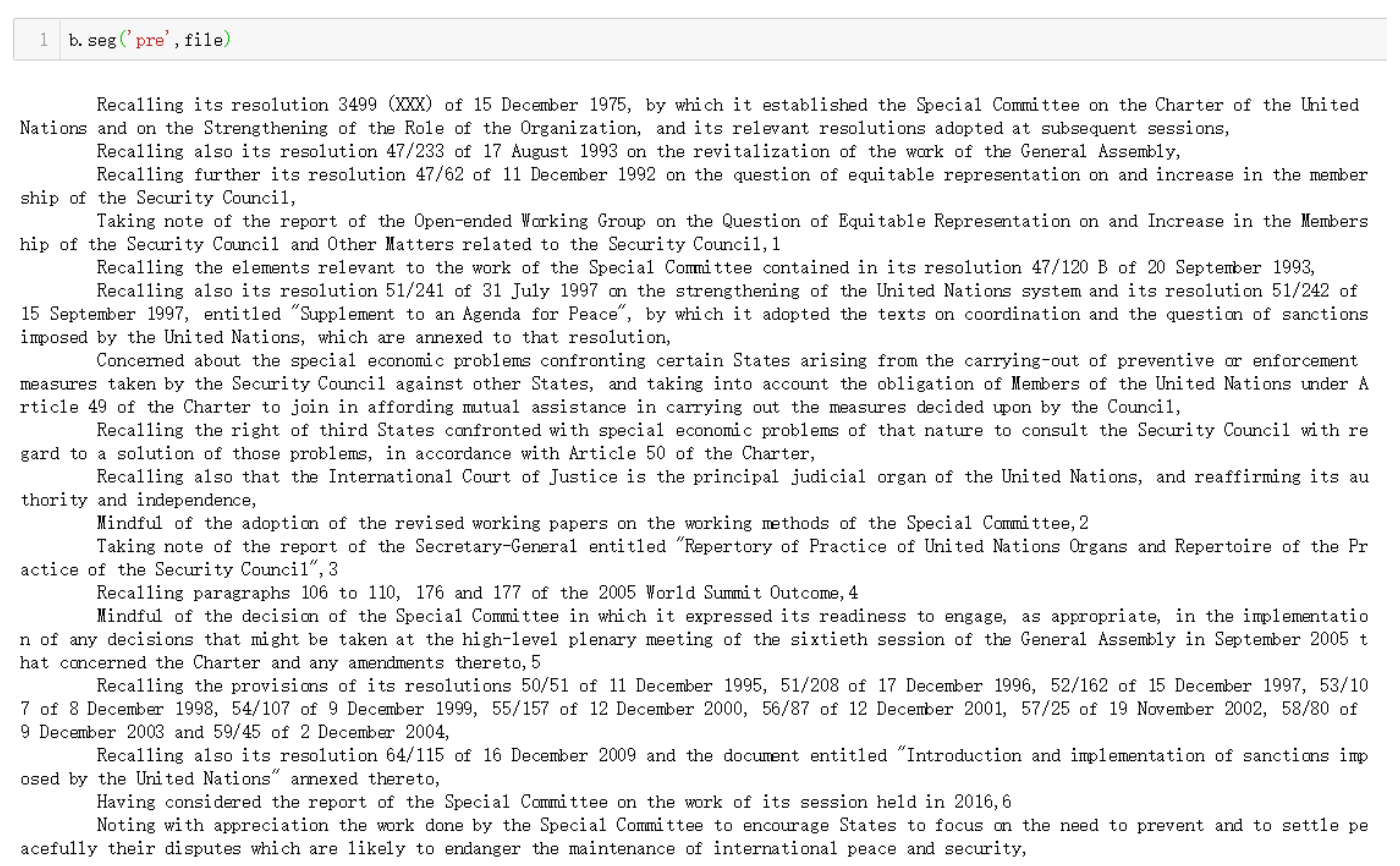 1 b.seg('pre',file)
Recalling its resolution 3499 (XXX) of 15 December 1975, by which it established the Special Committee on the Charter of the United
Nations and on the Strengthening of the Role of the Organization, and its relevant resolutions adopted at subsequent sessions,
Recalling also its resolution 47/233 of 17 August 1993 on the revitalization of the work of the General Assembly,
Recalling further its resolution 47/62 of 11 December 1992 on the question of equitable representation on and increase in the member
ship of the Security Council,
Taking note of the report of the Open-ended Working Group on the Question of Equitable Representation on and Increase in the Members
hip of the Security Council and Other Matters related to the Security Council,1
Recalling the elements relevant to the work of the Special Committee contained in its resolution 47/120 B of 20 September 1993,
Recalling also its resolution 51/241 of 31 July 1997 on the strengthening of the United Nations system and its resolution 51/242 of
15 September 1997, entitled "Supplement to an Agenda for Peace", by which it adopted the texts on coordination and the question of sanctions
imposed by the United Nations, which are annexed to that resolution,
Concerned about the special economic problems confronting certain States arising from the carrying-out of preventive or enforcement
measures taken by the Security Council against other States, and taking into account the obligation of Members of the United Nations under A
rticle 49 of the Charter to join in affording mutual assistance in carrying out the measures decided upon by the Council,
Recalling the right of third States confronted with special economic problems of that nature to consult the Security Council with re
gard to a solution of those problems, in accordance with Article 50 of the Charter,
Recalling also that the International Court of Justice is the principal judicial organ of the United Nations, and reaffirming its au
thority and independence,
Mindful of the adoption of the revised working papers on the working methods of the Special Committee,2
Taking note of the report of the Secretary-General entitled "Repertory of Practice of United Nations Organs and Repertoire of the Pr
actice of the Security Council",3
Recalling paragraphs 106 to 110, 176 and 177 of the 2005 World Summit Outcome,4
Mindful of the decision of the Special Committee in which it expressed its readiness to engage, as appropriate, in the implementatio
n of any decisions that might be taken at the high-level plenary meeting of the sixtieth session of the General Assembly in September 2005 t
hat concerned the Charter and any amendments thereto,5
Recalling the provisions of its resolutions 50/51 of 11 December 1995, 51/208 of 17 December 1996, 52/162 of 15 December 1997, 53/10
7 of 8 December 1998, 54/107 of 9 December 1999, 55/157 of 12 December 2000, 56/87 of 12 December 2001, 57/25 of 19 November 2002, 58/80 of
9 December 2003 and 59/45 of 2 December 2004,
Recalling also its resolution 64/115 of 16 December 2009 and the document entitled "Introduction and implementation of sanctions imp
osed by the United Nations" annexed thereto,
Having considered the report of the Special Committee on the work of its session held in 2016,6
Noting with appreciation the work done by the Special Committee to encourage States to focus on the need to prevent and to settle pe
acefully their disputes which are likely to endanger the maintenance of international peace and security,